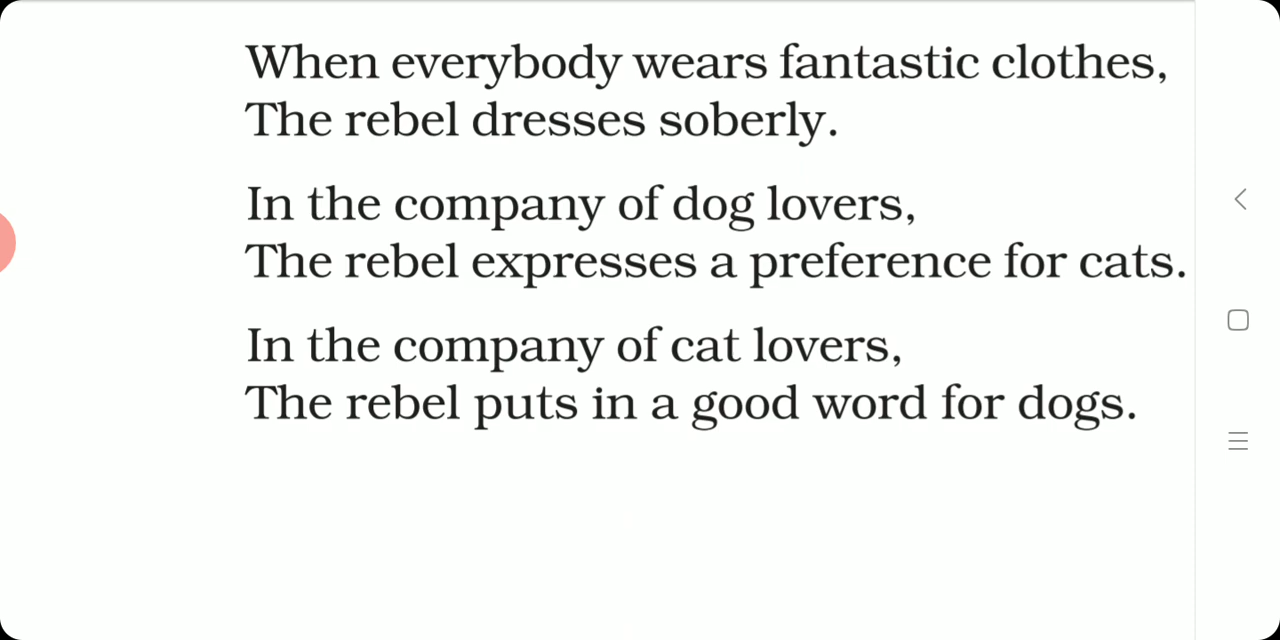 When everybody wears fantastic clothes,
The rebel dresses soberly.
In the company of dog lovers,
The rebel expresses a preference for cats.
In the company of cat lovers,
The rebel puts in a good word for dogs.